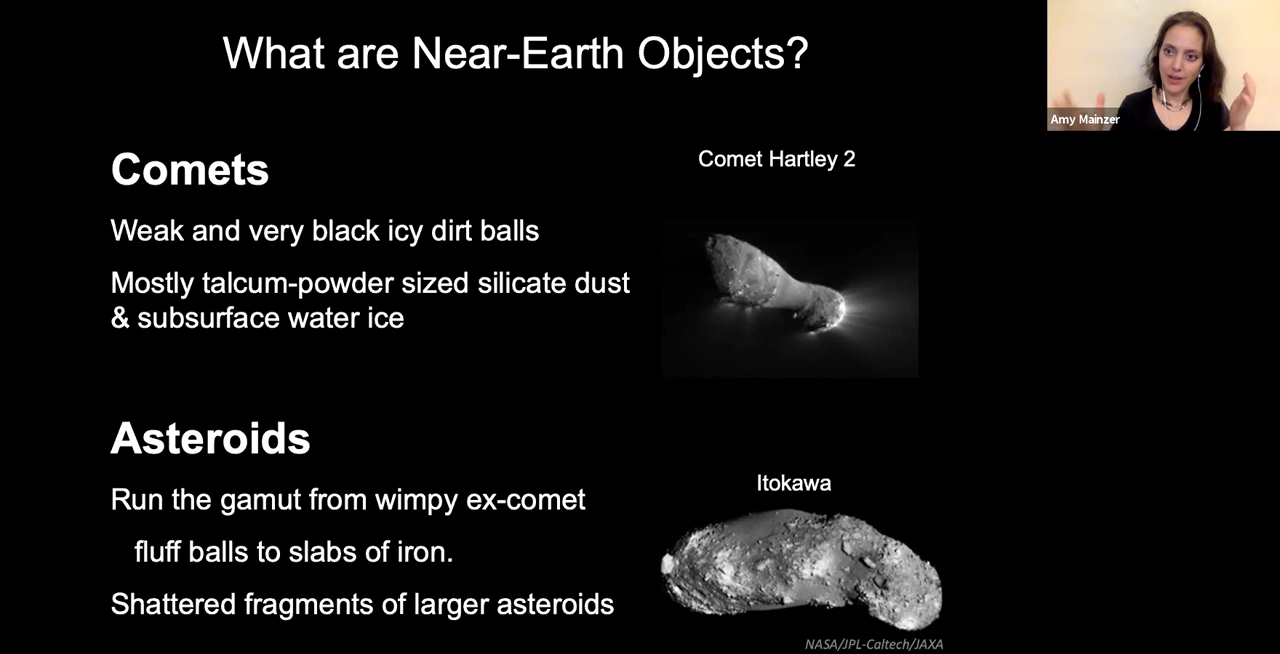 What are Near-Earth Objects?
Amy Mainzer
Comets
Comet Hartley 2
Weak and very black icy dirt balls
Mostly talcum-powder sized silicate dust
& subsurface water ice
Asteroids
Itokawa
Run the gamut from wimpy ex-comet
fluff balls to slabs of iron.
Shattered fragments of larger asteroids
NASA/JPL-Caltech/JAXA